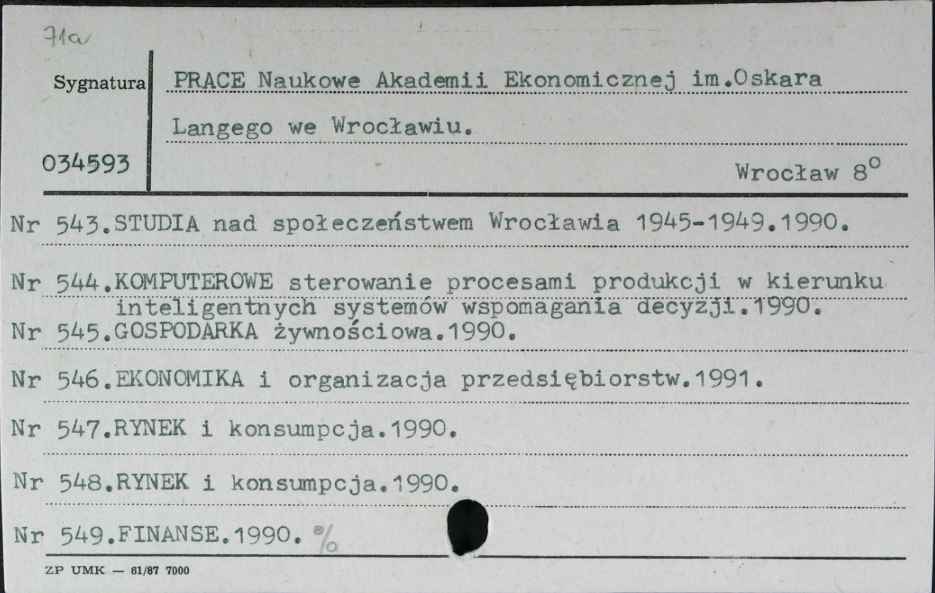 71a
Sygnatura
PRACE Naukowe Akademii Ekonomicznej im.Oskara
Langego we Wrocławiu.
034593
Wrocław 8°
Nr 543.STUDIA nad społeczeństwem Wrocławia 1945-1949.1990.
Nr 544.KOMPUTEROWE sterowanie procesami produkcji w kierunku
inteligentnych systemów wspomagania decyzji.1990.
Nr 545.GOSPODARKA żywnościowa.1990.
Nr 546.EKONOMIKA i organizacja przedsiębiorstw.1991.
Nr 547.RYNEK i konsumpcja.1990.
Nr 548.RYNEK i konsumpcja.1990.
Nr 549.FINANSE.1990. %
ZP UMK — 61/87 7000